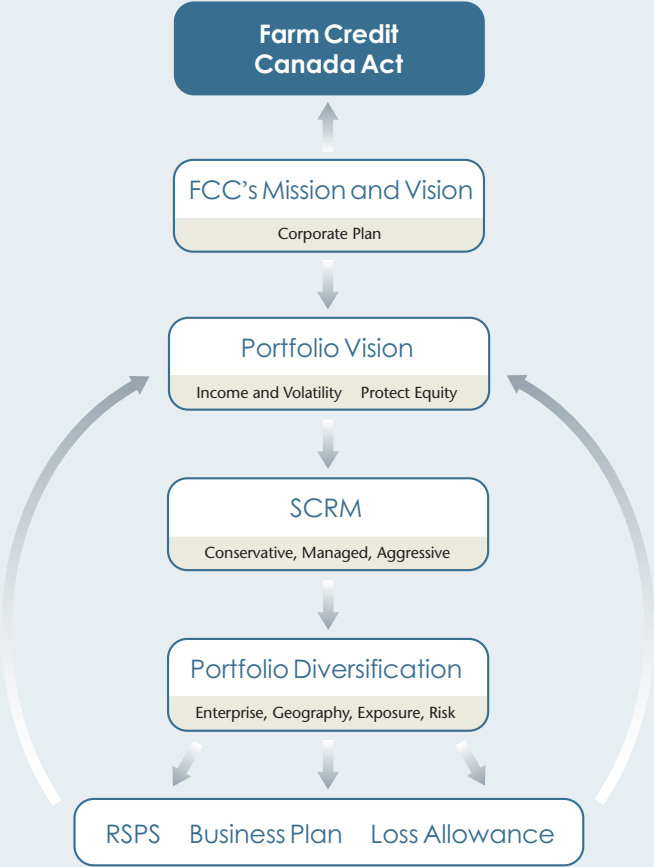 Farm Credit
Canada Act
FCC's Mission and Vision
Corporate Plan
Portfolio Vision
Income and Volatility Protect Equity
SCRM
Conservative, Managed, Aggressive
Portfolio Diversification
Enterprise, Geography, Exposure, Risk
RSPS Business Plan Loss Allowance